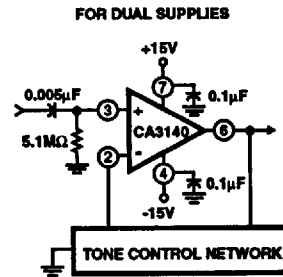 FOR DUAL SUPPLIES
+15V
7
0.1µF
0.005µF
3
+
CA3140
6
5.1MΩ
2
-
4
0.1µF
-15V
TONE CONTROL NETWORK